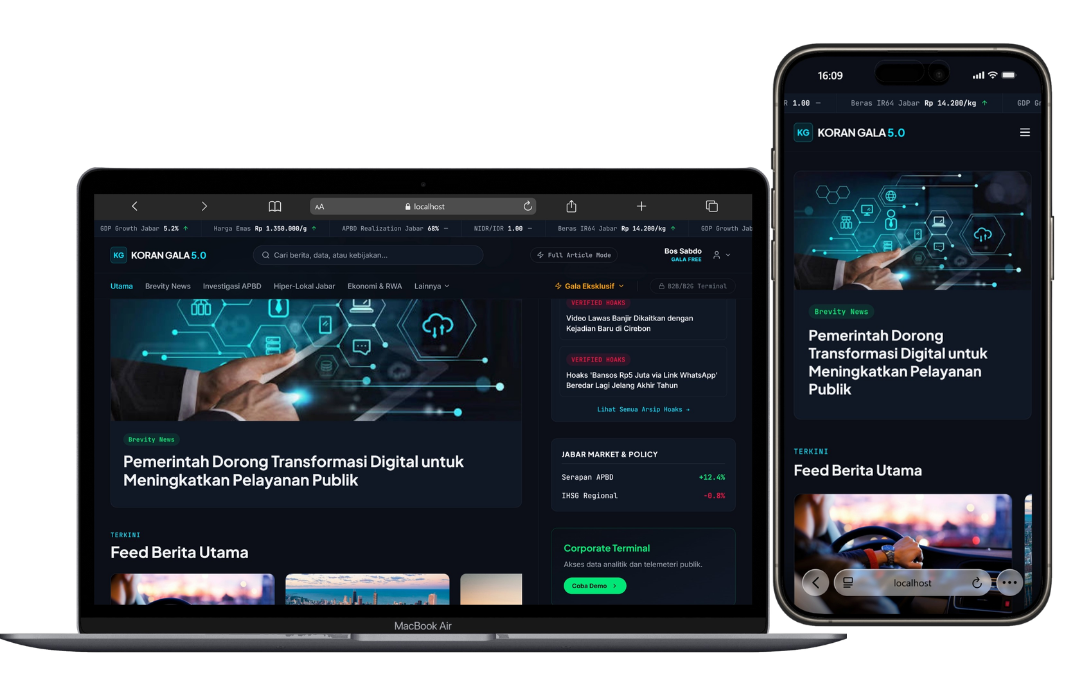 GDP Growth Jabar 5.2% ↑ Harga Emas Rp 1.350.000/g ↑ APBD Realization Jabar 68% — NIDR/IDR 1.00 — Beras IR64 Jabar Rp 14.200/kg ↑ GDP Growth Jab
AA localhost
KG KORAN GALA 5.0
Cari berita, data, atau kebijakan...
Full Article Mode
Bos Sabdo
GALA FREE
Utama Brevity News Investigasi APBD Hiper-Lokal Jabar Ekonomi & RWA Lainnya
Gala Eksklusif
B2B/B2G Terminal
Brevity News
Pemerintah Dorong Transformasi Digital untuk
Meningkatkan Pelayanan Publik
TERKINI
Feed Berita Utama
VERIFIED HOAKS
Video Lawas Banjir Dikaitkan dengan
Kejadian Baru di Cirebon
VERIFIED HOAKS
Hoaks 'Bansos Rp5 Juta via Link WhatsApp'
Beredar Lagi Jelang Akhir Tahun
Lihat Semua Arsip Hoaks →
JABAR MARKET & POLICY
Serapan APBD +12.4%
IHSG Regional -0.8%
Corporate Terminal
Akses data analitik dan telemeteri publik.
Coba Demo >
MacBook Air
16:09
R 1.00 — Beras IR64 Jabar Rp 14.200/kg ↑ GDP G
KG KORAN GALA 5.0
Brevity News
Pemerintah Dorong
Transformasi Digital untuk
Meningkatkan Pelayanan
Publik
TERKINI
Feed Berita Utama
localhost